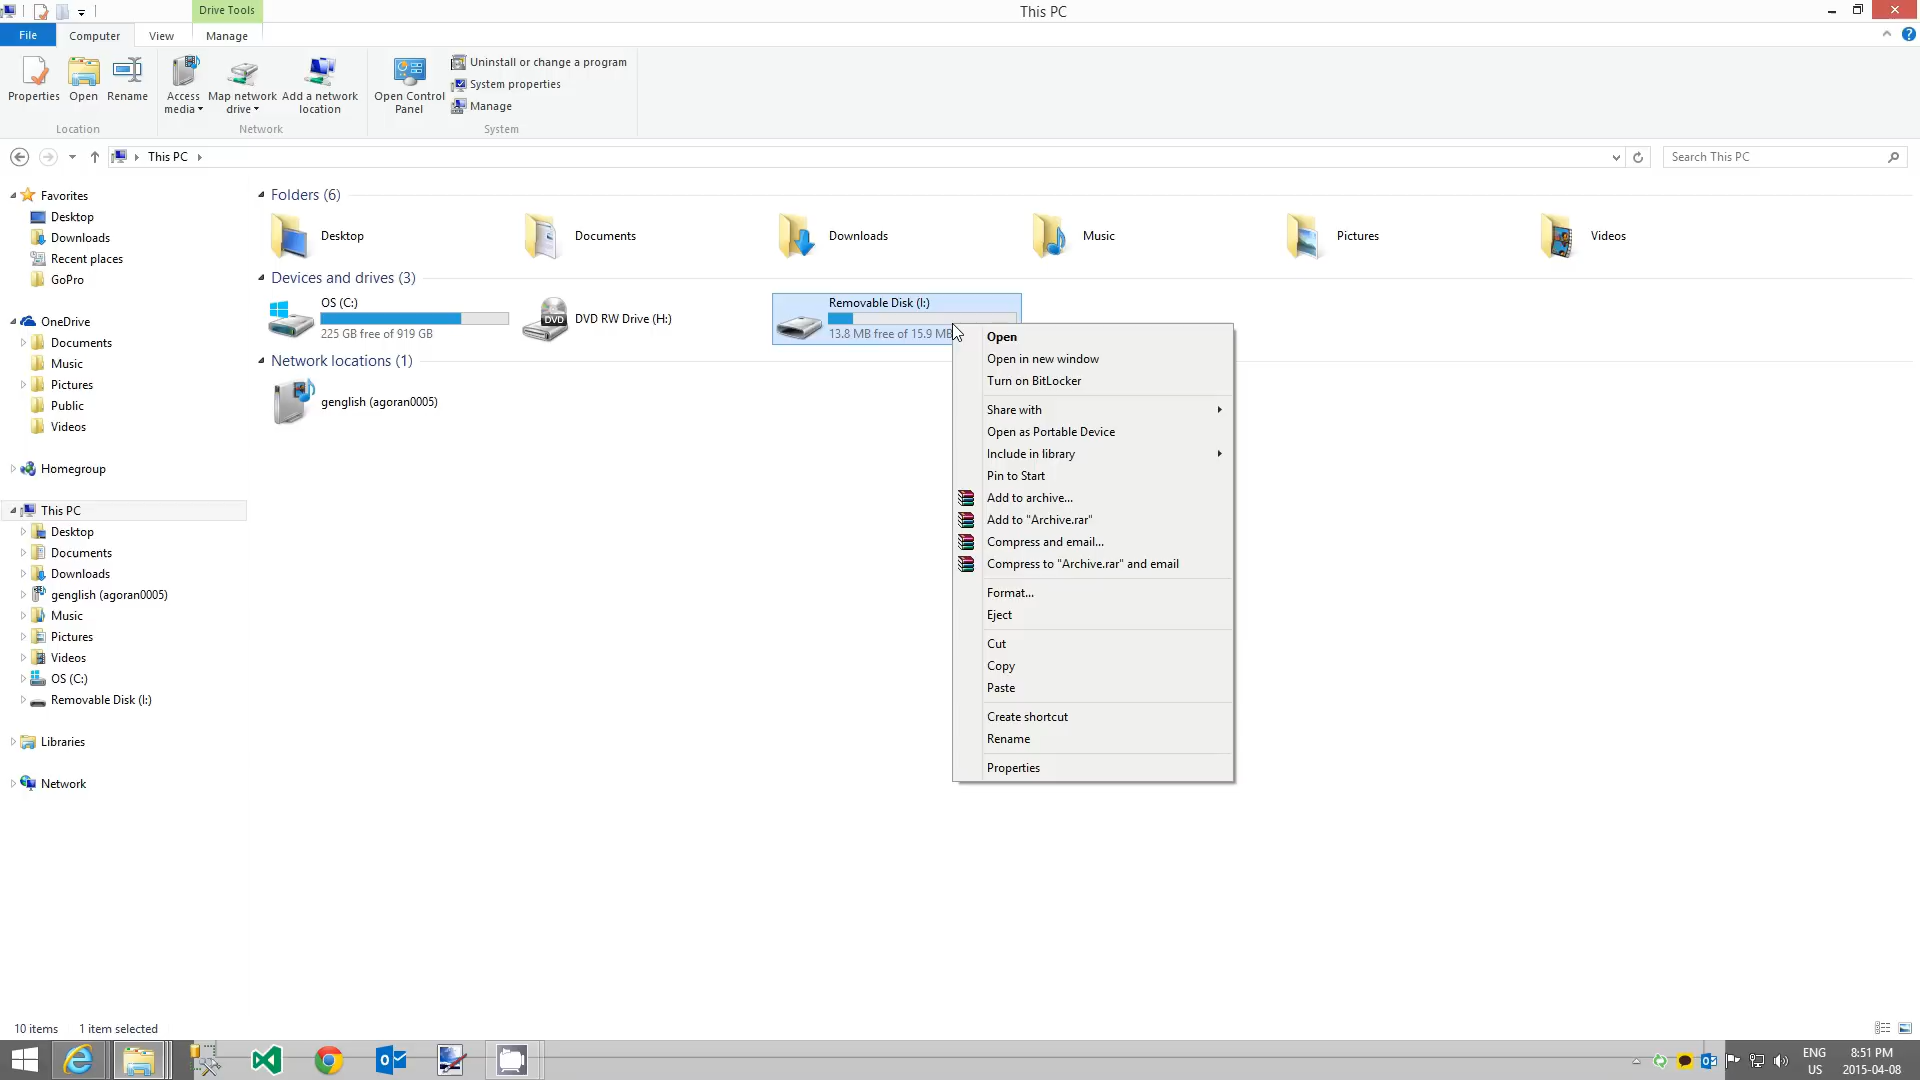 Drive Tools
This PC
File
Computer
View
Manage
Properties
Open
Rename
Access media
Map network drive
Add a network location
Open Control Panel
Uninstall or change a program
System properties
Manage
Location
Network
System
This PC
Search This PC
Favorites
Desktop
Downloads
Recent places
GoPro
OneDrive
Documents
Music
Pictures
Public
Videos
Homegroup
This PC
Desktop
Documents
Downloads
genglish (agoran0005)
Music
Pictures
Videos
OS (C:)
Removable Disk (I:)
Libraries
Network
Folders (6)
Desktop
Documents
Downloads
Music
Pictures
Videos
Devices and drives (3)
OS (C:)
225 GB free of 919 GB
DVD
DVD RW Drive (H:)
Removable Disk (I:)
13.8 MB free of 15.9 MB
Network locations (1)
genglish (agoran0005)
Open
Open in new window
Turn on BitLocker
Share with
Open as Portable Device
Include in library
Pin to Start
Add to archive...
Add to "Archive.rar"
Compress and email...
Compress to "Archive.rar" and email
Format...
Eject
Cut
Copy
Paste
Create shortcut
Rename
Properties
10 items
1 item selected
ENG
US
8:51 PM
2015-04-08